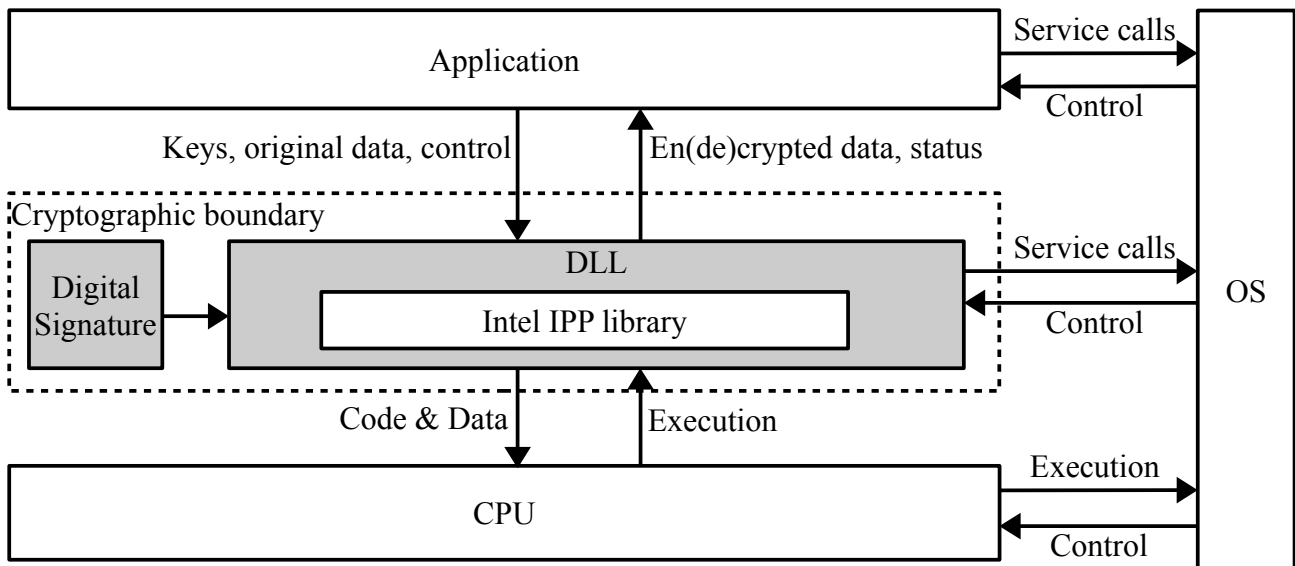 Application
Service calls
Control
Keys, original data, control
En(de)crypted data, status
Cryptographic boundary
Digital
Signature
DLL
Intel IPP library
Service calls
Control
OS
Code & Data
Execution
CPU
Execution
Control